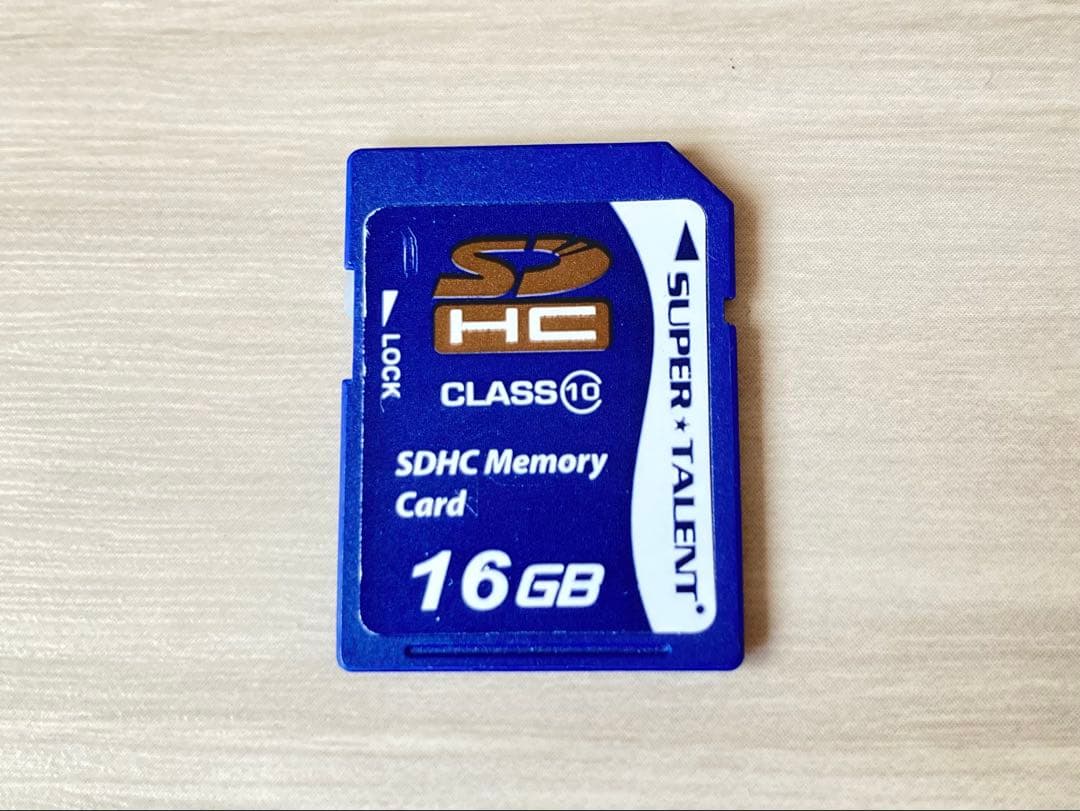 SD
HC
CLASS 10
LOCK
SDHC Memory
Card
16GB
SUPER★TALENT